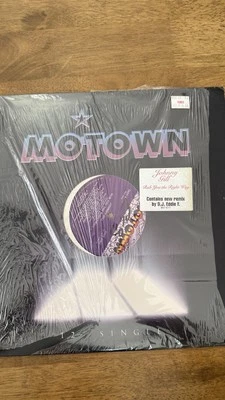 MOTOWN
Johnny
Gill
Rub You the Right Way
Contains new remix
by D.J. Eddie F.
12" SINGLE